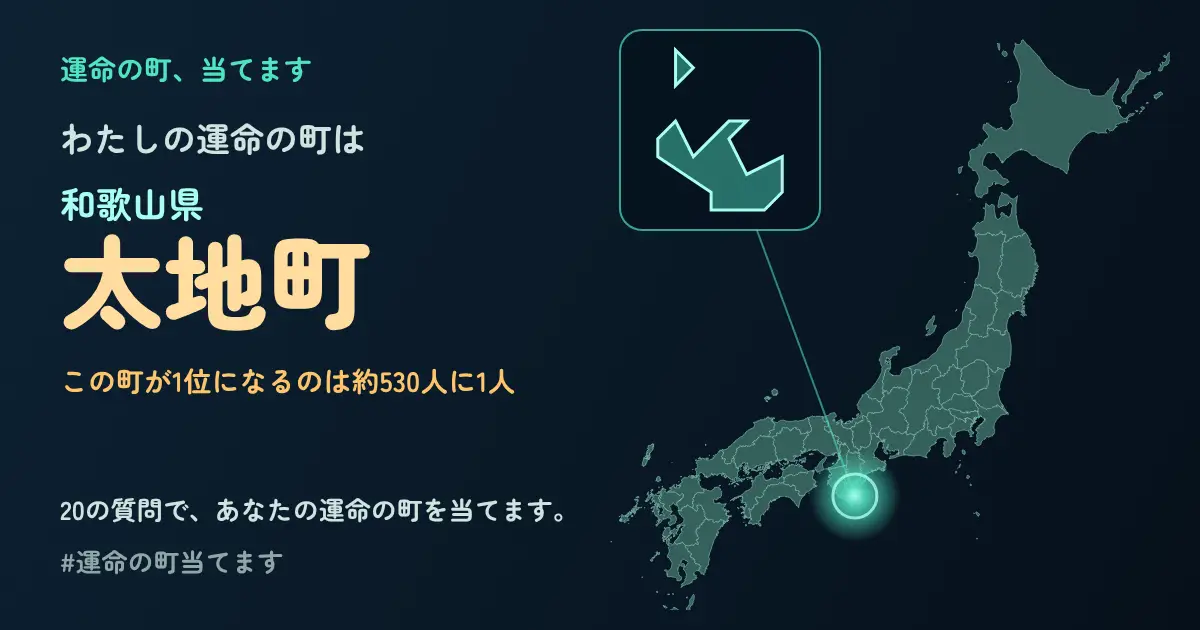 運命の町、当てます
わたしの運命の町は
和歌山県
太地町
この町が1位になるのは約530人に1人
20の質問で、あなたの運命の町を当てます。
#運命の町当てます